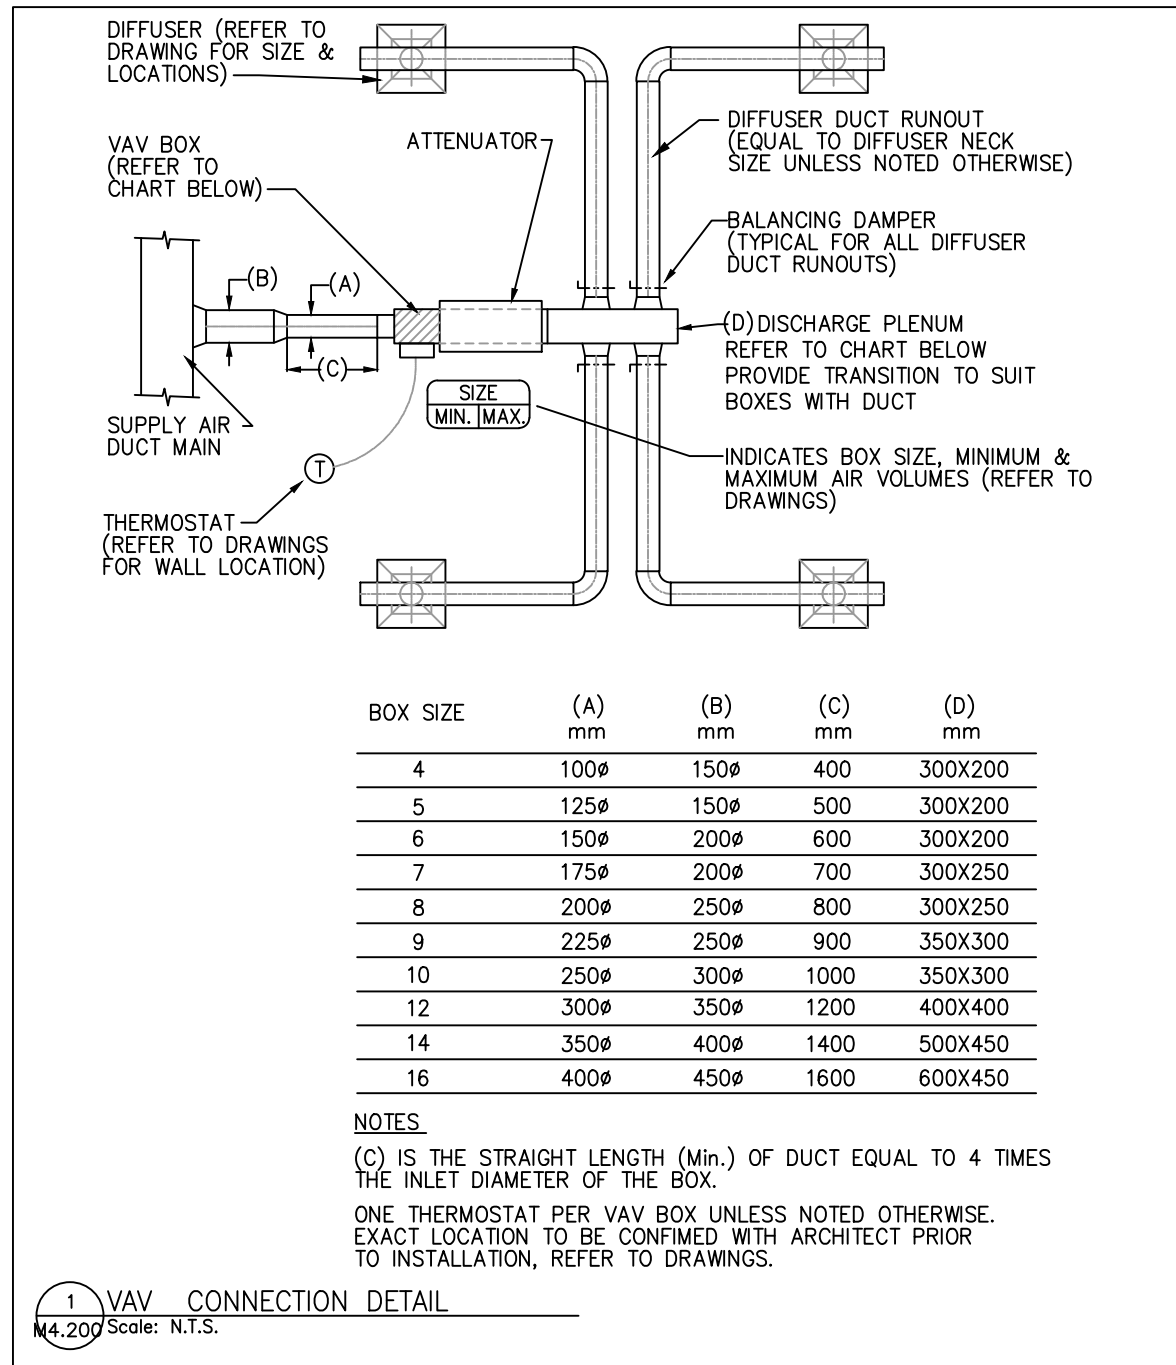 DIFFUSER (REFER TO
DRAWING FOR SIZE &
LOCATIONS)
VAV BOX
(REFER TO
CHART BELOW)
ATTENUATOR
DIFFUSER DUCT RUNOUT
(EQUAL TO DIFFUSER NECK
SIZE UNLESS NOTED OTHERWISE)
BALANCING DAMPER
(TYPICAL FOR ALL DIFFUSER
DUCT RUNOUTS)
(B)
(A)
(C)
(D) DISCHARGE PLENUM
REFER TO CHART BELOW
PROVIDE TRANSITION TO SUIT
BOXES WITH DUCT
SIZE
MIN. MAX.
SUPPLY AIR
DUCT MAIN
T
INDICATES BOX SIZE, MINIMUM &
MAXIMUM AIR VOLUMES (REFER TO
DRAWINGS)
THERMOSTAT
(REFER TO DRAWINGS
FOR WALL LOCATION)
BOX SIZE (A) (B) (C) (D)
mm mm mm mm
4 100ø 150ø 400 300X200
5 125ø 150ø 500 300X200
6 150ø 200ø 600 300X200
7 175ø 200ø 700 300X250
8 200ø 250ø 800 300X250
9 225ø 250ø 900 350X300
10 250ø 300ø 1000 350X300
12 300ø 350ø 1200 400X400
14 350ø 400ø 1400 500X450
16 400ø 450ø 1600 600X450
NOTES
(C) IS THE STRAIGHT LENGTH (Min.) OF DUCT EQUAL TO 4 TIMES
THE INLET DIAMETER OF THE BOX.
ONE THERMOSTAT PER VAV BOX UNLESS NOTED OTHERWISE.
EXACT LOCATION TO BE CONFIMED WITH ARCHITECT PRIOR
TO INSTALLATION, REFER TO DRAWINGS.
1 VAV CONNECTION DETAIL
M4.200 Scale: N.T.S.